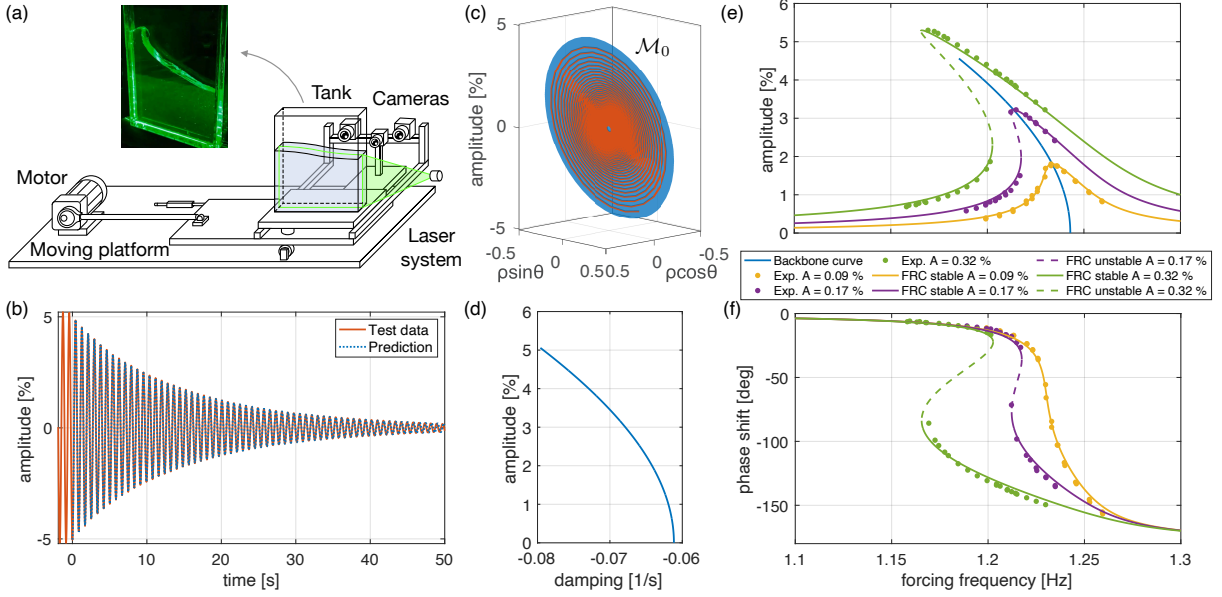 (a)
Tank
Cameras
Motor
Moving platform
Laser
system
(b)
5
0
-5
amplitude [%]
Test data
Prediction
0
10
20
30
40
50
time [s]
(c)
5
0
-5
amplitude [%]
M₀
-0.5
0
0.5
0.5
0
-0.5
ρsinθ
ρcosθ
(d)
6
5
4
3
2
1
0
amplitude [%]
-0.08
-0.07
-0.06
damping [1/s]
(e)
6
5
4
3
2
1
0
amplitude [%]
Backbone curve
Exp. A = 0.09 %
Exp. A = 0.17 %
Exp. A = 0.32 %
FRC stable A = 0.09 %
FRC stable A = 0.17 %
FRC unstable A = 0.17 %
FRC stable A = 0.32 %
FRC unstable A = 0.32 %
(f)
0
-50
-100
-150
phase shift [deg]
1.1
1.15
1.2
1.25
1.3
forcing frequency [Hz]